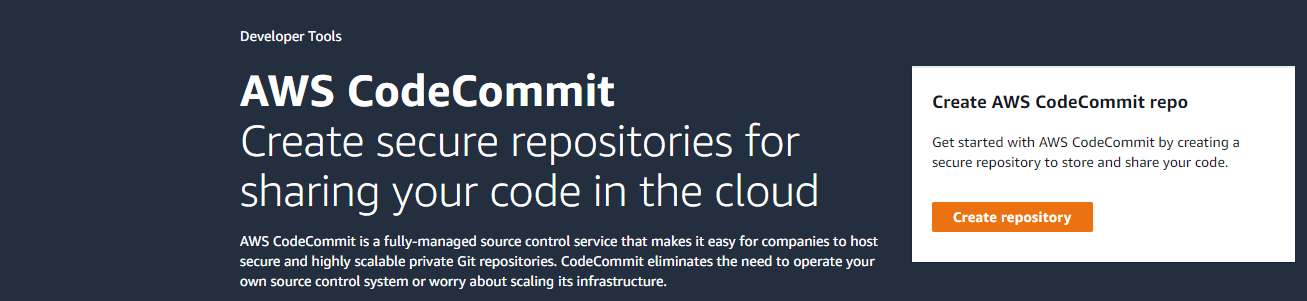 Developer Tools
AWS CodeCommit
Create secure repositories for
sharing your code in the cloud
AWS CodeCommit is a fully-managed source control service that makes it easy for companies to host
secure and highly scalable private Git repositories. CodeCommit eliminates the need to operate your
own source control system or worry about scaling its infrastructure.
Create AWS CodeCommit repo
Get started with AWS CodeCommit by creating a
secure repository to store and share your code.
Create repository